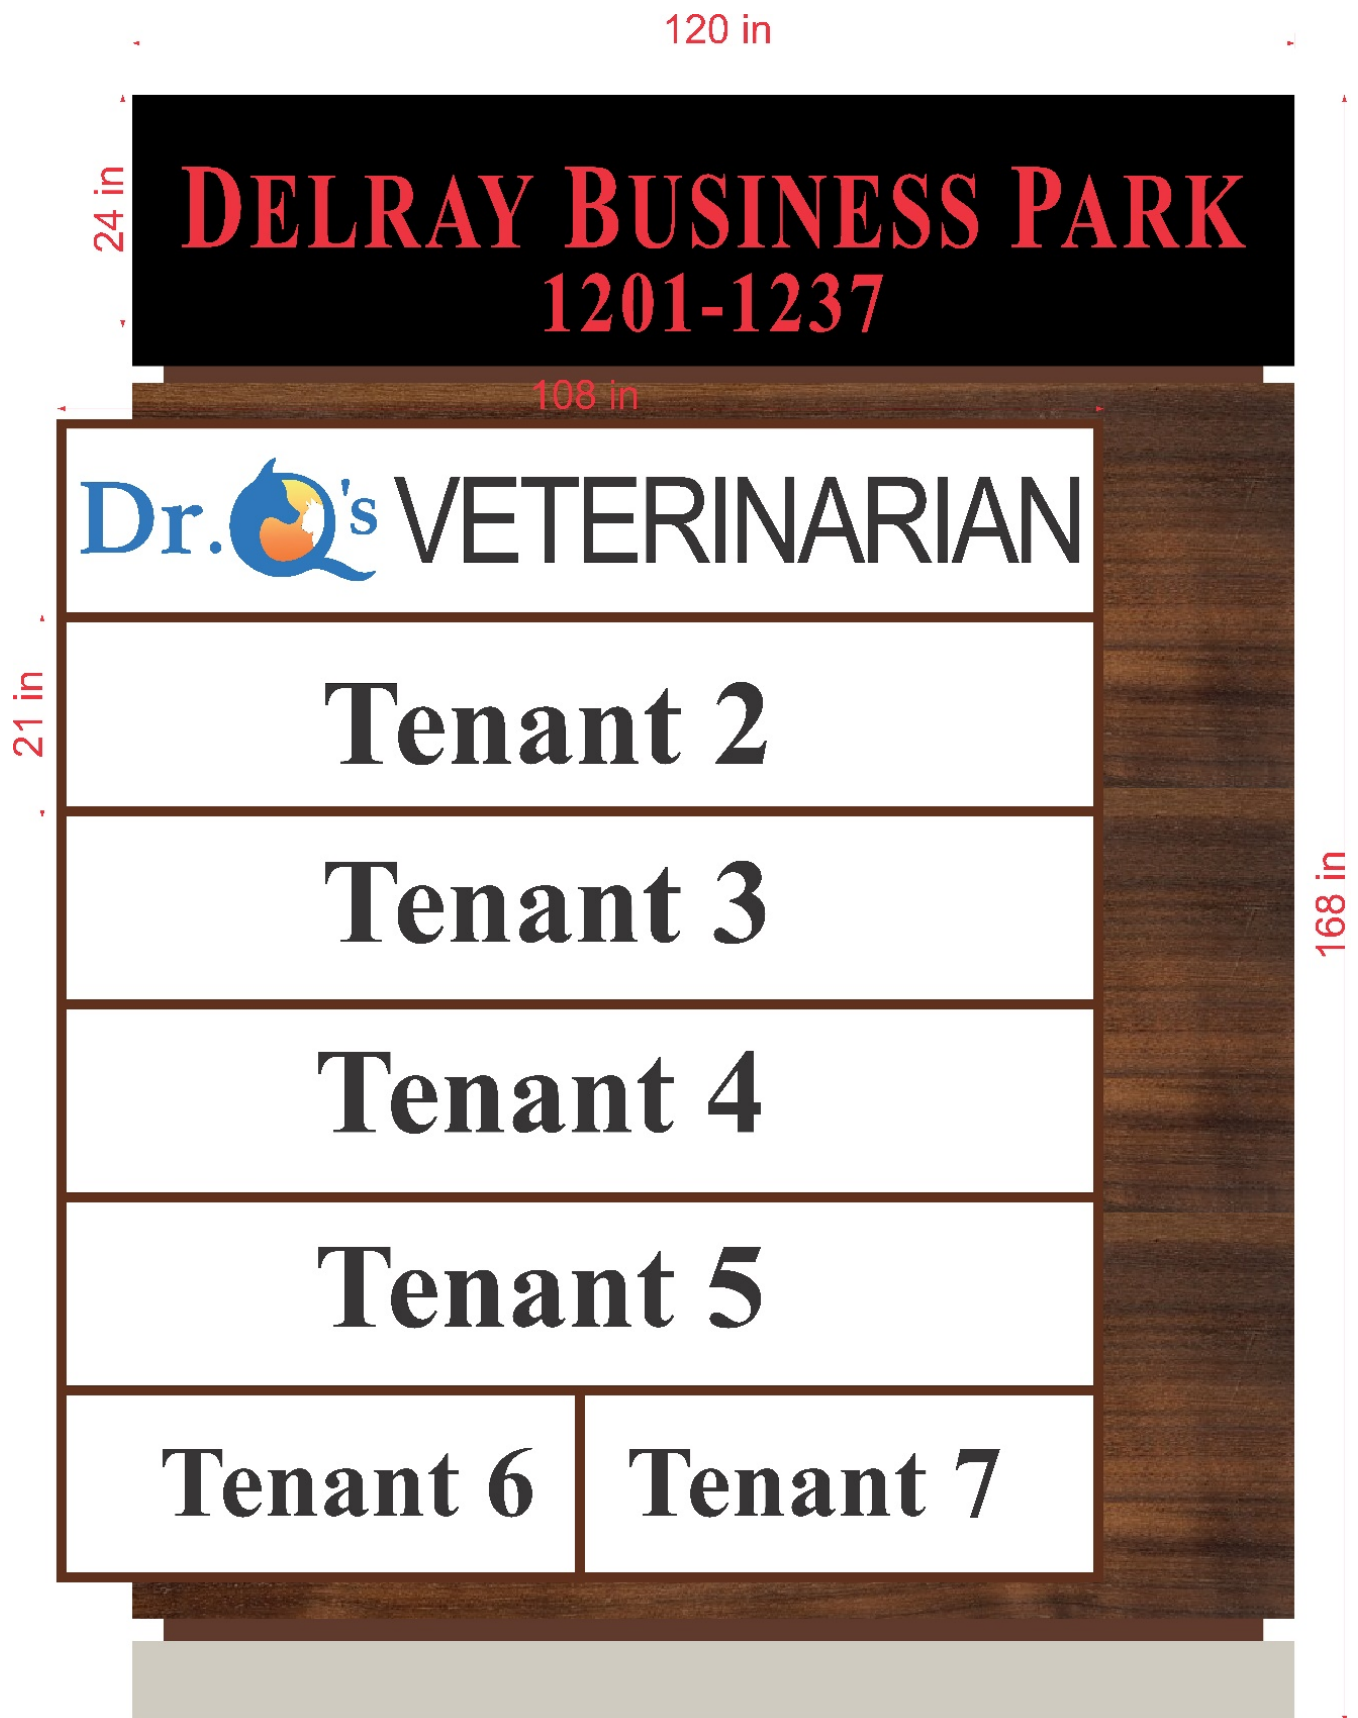 120 in
24 in
DELRAY BUSINESS PARK
1201-1237
108 in
Dr.Q's VETERINARIAN
21 in
Tenant 2
Tenant 3
168 in
Tenant 4
Tenant 5
Tenant 6
Tenant 7